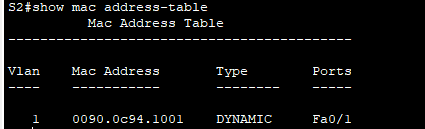 S2#show mac address-table
Mac Address Table
-------------------------------------------
Vlan    Mac Address       Type        Ports
----    -----------       --------    -----
1    0090.0c94.1001    DYNAMIC     Fa0/1